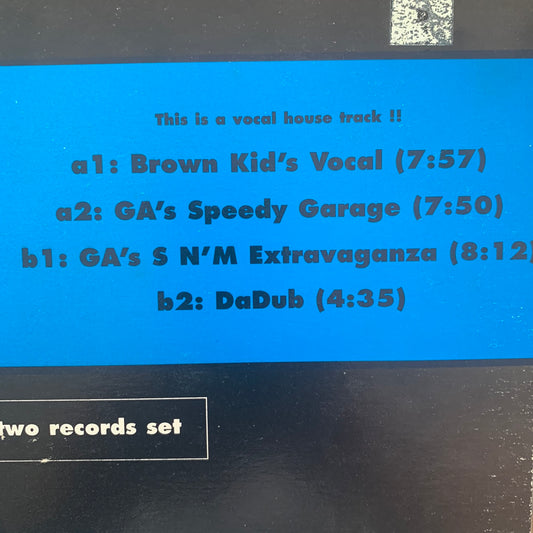 This is a vocal house track !!
a1: Brown Kid's Vocal (7:57)
a2: GA's Speedy Garage (7:50)
b1: GA's S N'M Extravaganza (8:12)
b2: DaDub (4:35)
two records set